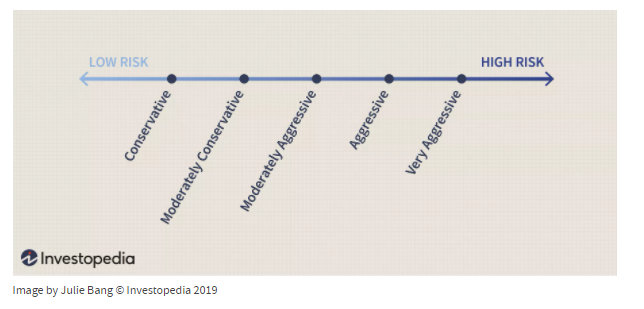 LOW RISK
HIGH RISK
Conservative
Moderately Conservative
Moderately Aggressive
Aggressive
Very Aggressive
Investopedia
Image by Julie Bang © Investopedia 2019